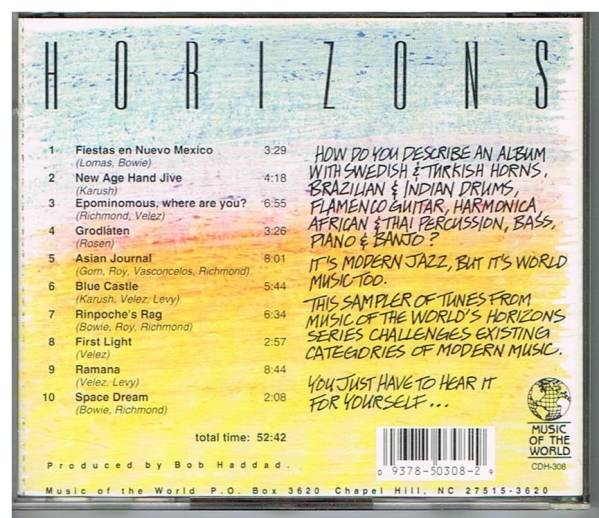 HORIZONS
1 Fiestas en Nuevo Mexico 3:29
(Lomas, Bowie)
2 New Age Hand Jive 4:18
(Karush)
3 Epominomous, where are you? 6:55
(Richmond, Velez)
4 Grodlåten 3:26
(Rosen)
5 Asian Journal 8:01
(Gorn, Roy, Vasconcelos, Richmond)
6 Blue Castle 5:44
(Karush, Velez, Levy)
7 Rinpoche's Rag 6:34
(Bowie, Roy, Richmond)
8 First Light 2:57
(Velez)
9 Ramana 8:44
(Velez, Levy)
10 Space Dream 2:08
(Bowie, Richmond)
total time: 52:42
HOW DO YOU DESCRIBE AN ALBUM
WITH SWEDISH & TURKISH HORNS,
BRAZILIAN & INDIAN DRUMS,
FLAMENCO GUITAR, HARMONICA,
AFRICAN & THAI PERCUSSION, BASS,
PIANO & BANJO?
IT'S MODERN JAZZ, BUT IT'S WORLD
MUSIC TOO.
THIS SAMPLER OF TUNES FROM
MUSIC OF THE WORLD'S HORIZONS
SERIES CHALLENGES EXISTING
CATEGORIES OF MODERN MUSIC.
YOU JUST HAVE TO HEAR IT
FOR YOURSELF...
MUSIC
OF THE
WORLD
CDH-308
0 9378-50308-2 9
Produced by Bob Haddad.
Music of the World P.O. Box 3620 Chapel Hill, NC 27515-3620